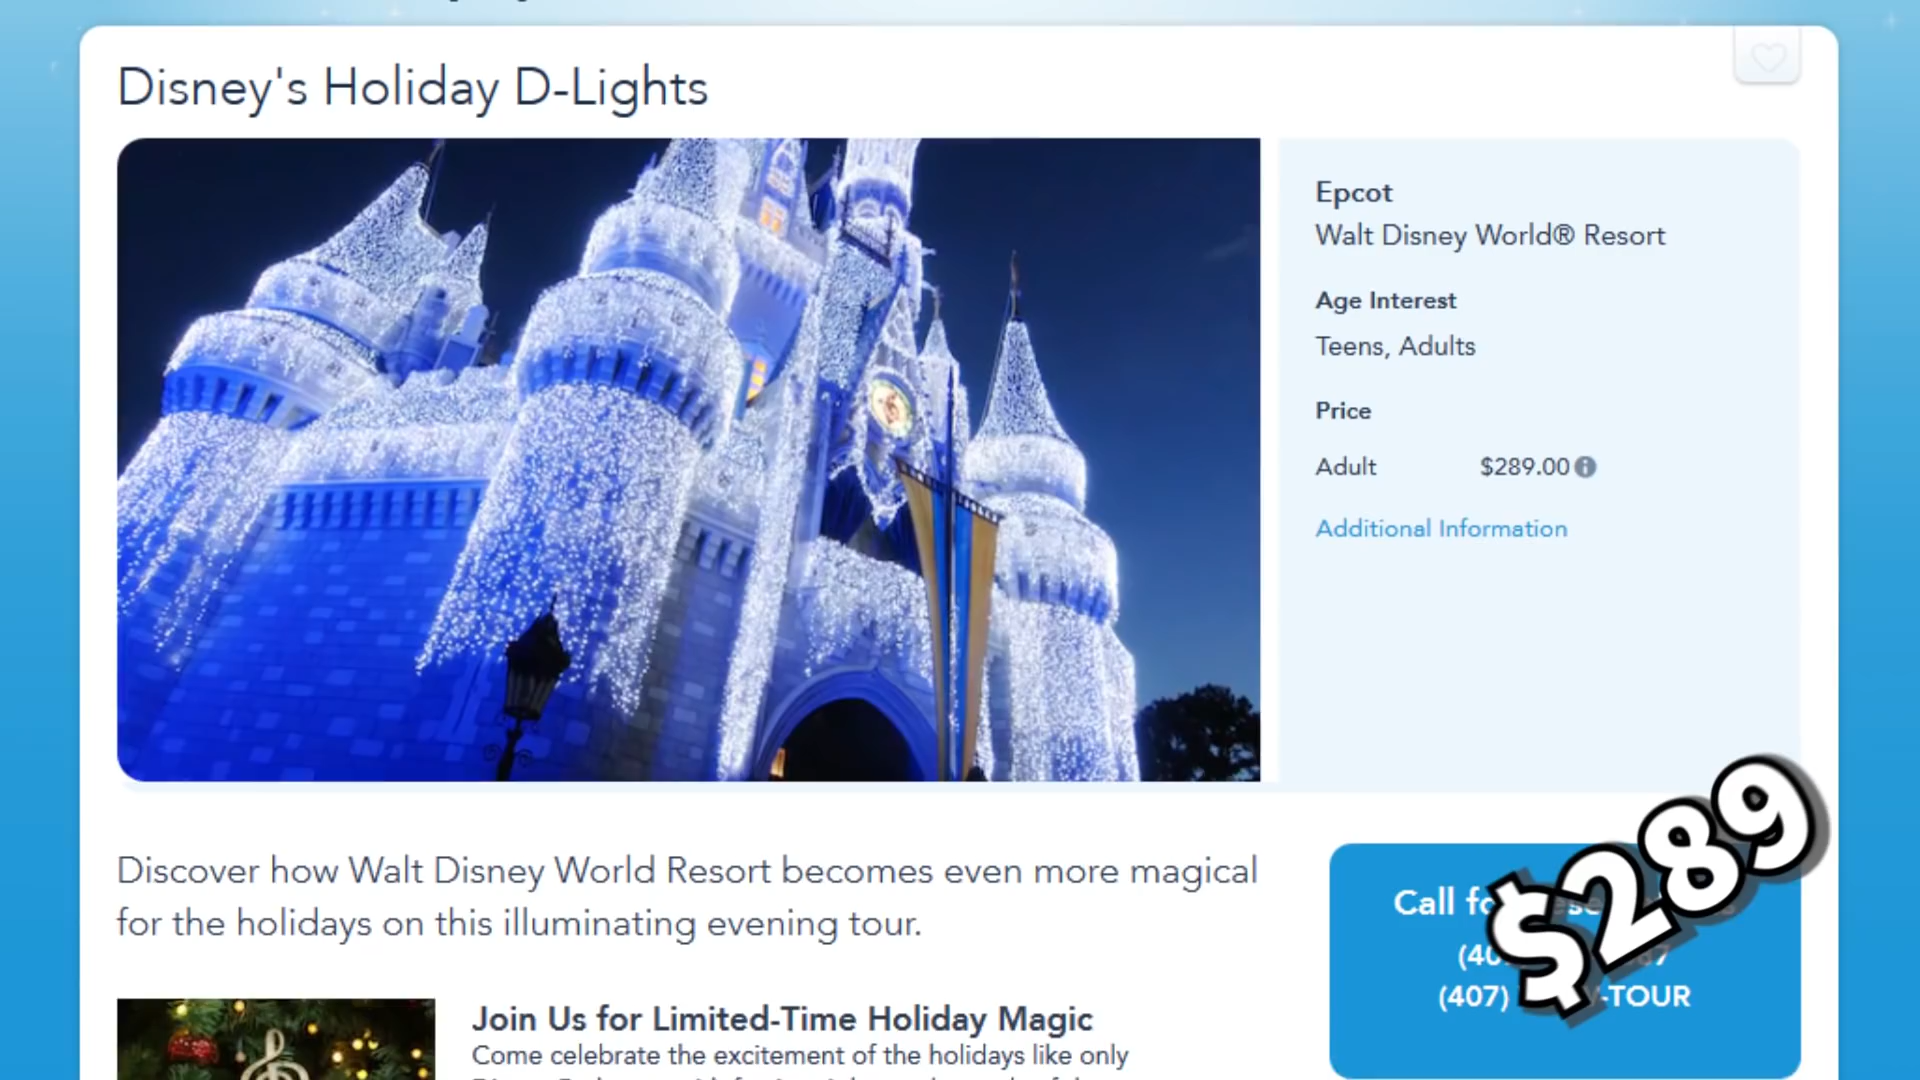 Disney's Holiday D-Lights
Epcot
Walt Disney World® Resort
Age Interest
Teens, Adults
Price
Adult $289.00
Additional Information
$289
Discover how Walt Disney World Resort becomes even more magical
for the holidays on this illuminating evening tour.
Call
(407) -TOUR
Join Us for Limited-Time Holiday Magic
Come celebrate the excitement of the holidays like only